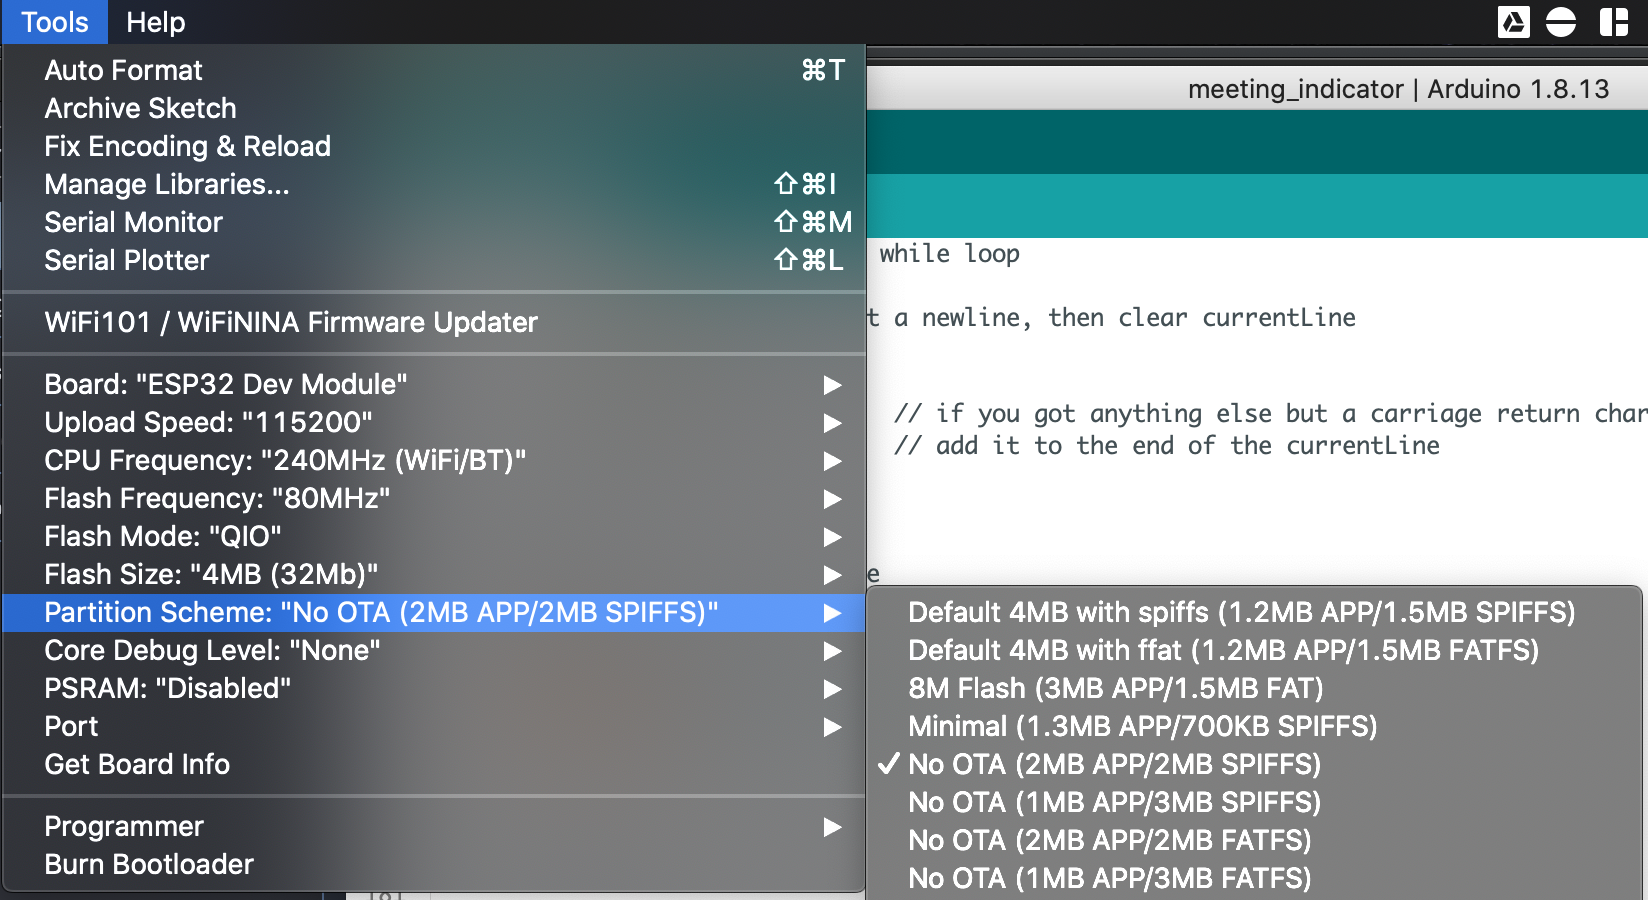 Tools Help
meeting_indicator | Arduino 1.8.13
Auto Format ⌘T
Archive Sketch
Fix Encoding & Reload
Manage Libraries... ⇧⌘I
Serial Monitor ⇧⌘M
Serial Plotter ⇧⌘L
WiFi101 / WiFiNINA Firmware Updater
Board: "ESP32 Dev Module"
Upload Speed: "115200"
CPU Frequency: "240MHz (WiFi/BT)"
Flash Frequency: "80MHz"
Flash Mode: "QIO"
Flash Size: "4MB (32Mb)"
Partition Scheme: "No OTA (2MB APP/2MB SPIFFS)"
Core Debug Level: "None"
PSRAM: "Disabled"
Port
Get Board Info
Programmer
Burn Bootloader
while loop
t a newline, then clear currentLine
// if you got anything else but a carriage return char
// add it to the end of the currentLine
e
Default 4MB with spiffs (1.2MB APP/1.5MB SPIFFS)
Default 4MB with ffat (1.2MB APP/1.5MB FATFS)
8M Flash (3MB APP/1.5MB FAT)
Minimal (1.3MB APP/700KB SPIFFS)
✓ No OTA (2MB APP/2MB SPIFFS)
No OTA (1MB APP/3MB SPIFFS)
No OTA (2MB APP/2MB FATFS)
No OTA (1MB APP/3MB FATFS)